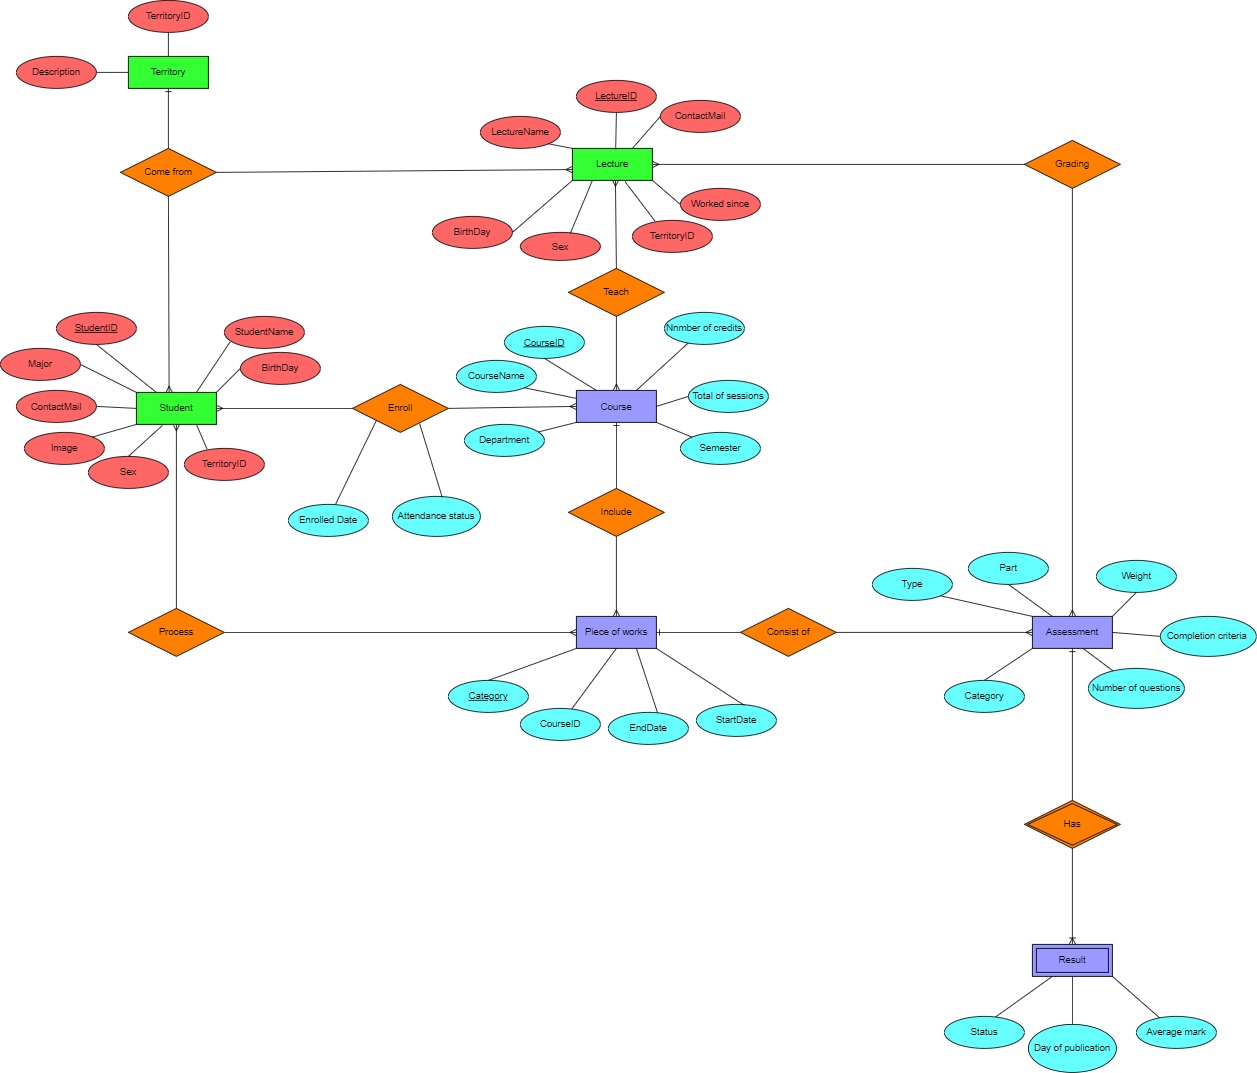 TerritoryID
Description
Territory
LectureID
ContactMail
LectureName
Lecture
Grading
Come from
Worked since
BirthDay
TerritoryID
Sex
Teach
StudentID
StudentName
Nnmber of credits
CourseID
Major
BirthDay
CourseName
Total of sessions
ContactMail
Student
Enroll
Course
Image
Department
Semester
Sex
TerritoryID
Enrolled Date
Attendance status
Include
Type
Part
Weight
Process
Piece of works
Consist of
Assessment
Completion criteria
Category
CourseID
EndDate
StartDate
Category
Number of questions
Has
Result
Status
Day of publication
Average mark